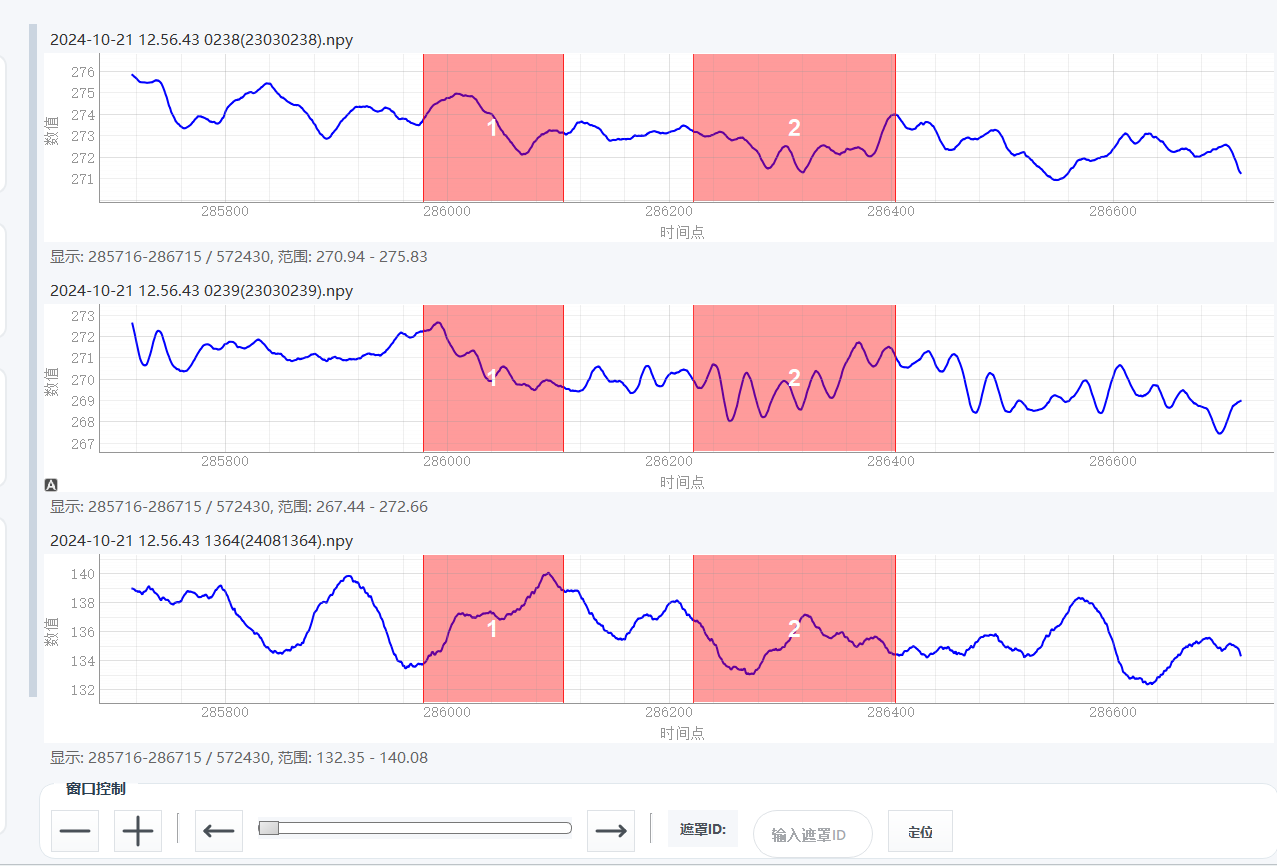 2024-10-21 12.56.43 0238(23030238).npy
276
275
274
273
272
271
数值
1
2
285800
286000
286200
286400
286600
时间点
显示: 285716-286715 / 572430, 范围: 270.94 - 275.83
2024-10-21 12.56.43 0239(23030239).npy
273
272
271
270
269
268
267
数值
1
2
285800
286000
286200
286400
286600
时间点
A
显示: 285716-286715 / 572430, 范围: 267.44 - 272.66
2024-10-21 12.56.43 1364(24081364).npy
140
138
136
134
132
数值
1
2
285800
286000
286200
286400
286600
时间点
显示: 285716-286715 / 572430, 范围: 132.35 - 140.08
窗口控制
遮罩ID:
输入遮罩ID
定位